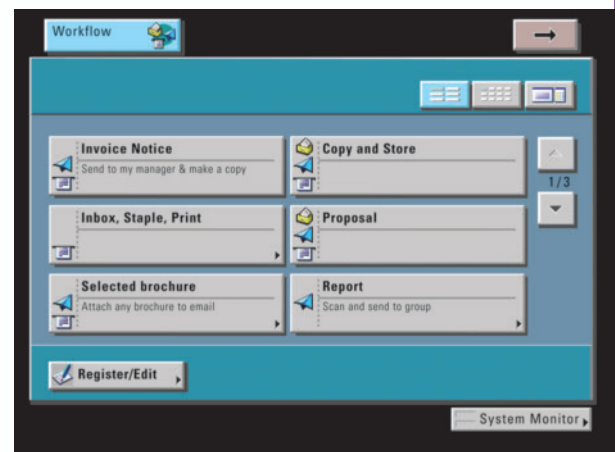 Workflow
Invoice Notice
Send to my manager & make a copy
Copy and Store
1/3
Inbox, Staple, Print
Proposal
Selected brochure
Attach any brochure to email
Report
Scan and send to group
Register/Edit
System Monitor